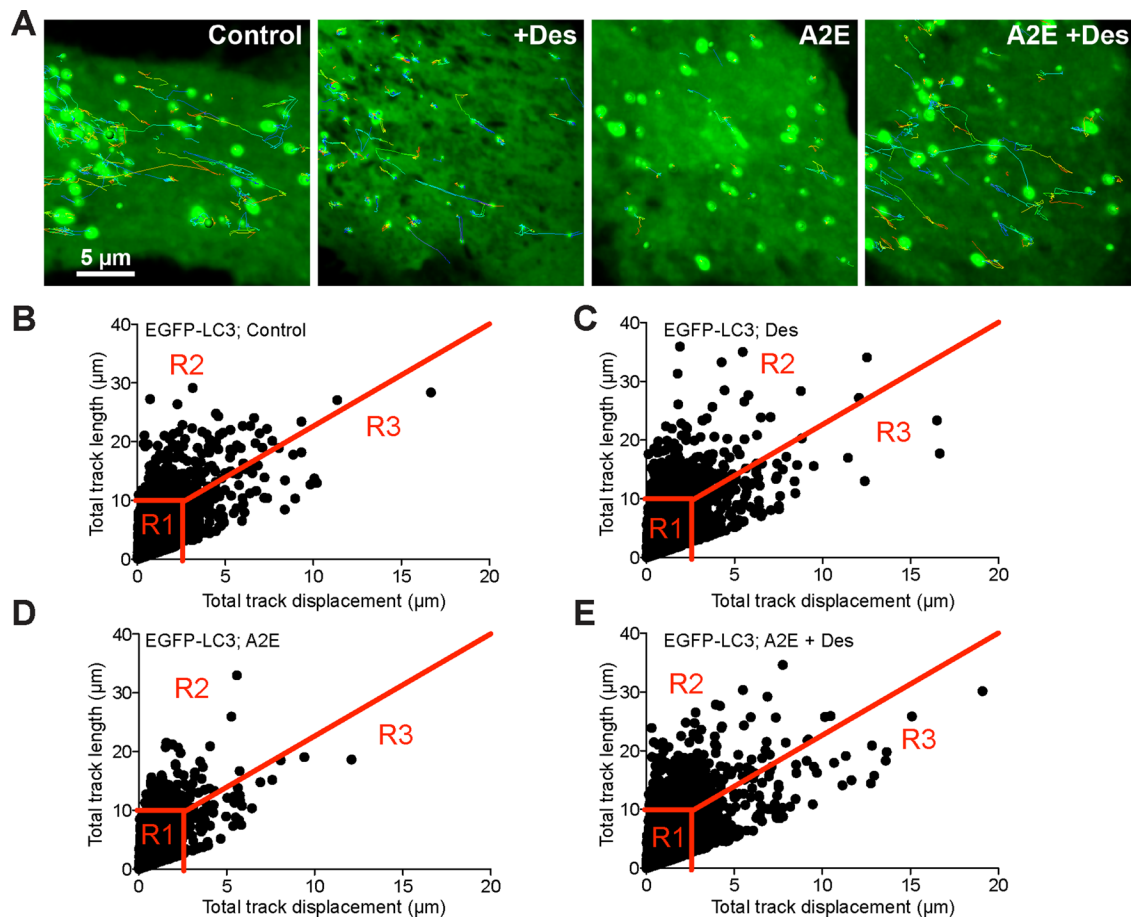 A
Control
+Des
A2E
A2E +Des
5 µm
B
EGFP-LC3; Control
Total track length (µm)
40
30
20
10
0
R2
R3
R1
0 5 10 15 20
Total track displacement (µm)
C
EGFP-LC3; Des
Total track length (µm)
40
30
20
10
0
R2
R3
R1
0 5 10 15 20
Total track displacement (µm)
D
EGFP-LC3; A2E
Total track length (µm)
40
30
20
10
0
R2
R3
R1
0 5 10 15 20
Total track displacement (µm)
E
EGFP-LC3; A2E + Des
Total track length (µm)
40
30
20
10
0
R2
R3
R1
0 5 10 15 20
Total track displacement (µm)